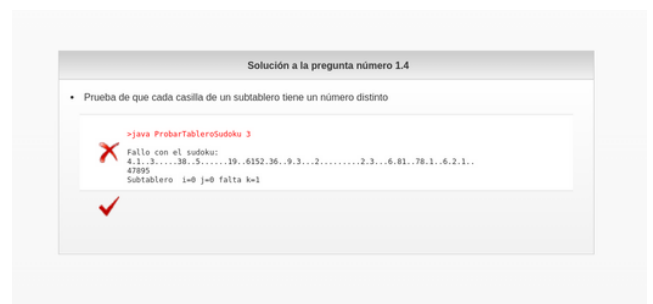 Solución a la pregunta número 1.4
• Prueba de que cada casilla de un subtablero tiene un número distinto
>java ProbarTableroSudoku 3
Fallo con el sudoku:
4.1..3.....38..5......19..6152.36..9.3...2.........2.3...6.81..78.1..6.2.1..
47895
Subtablero i=0 j=0 falta k=1